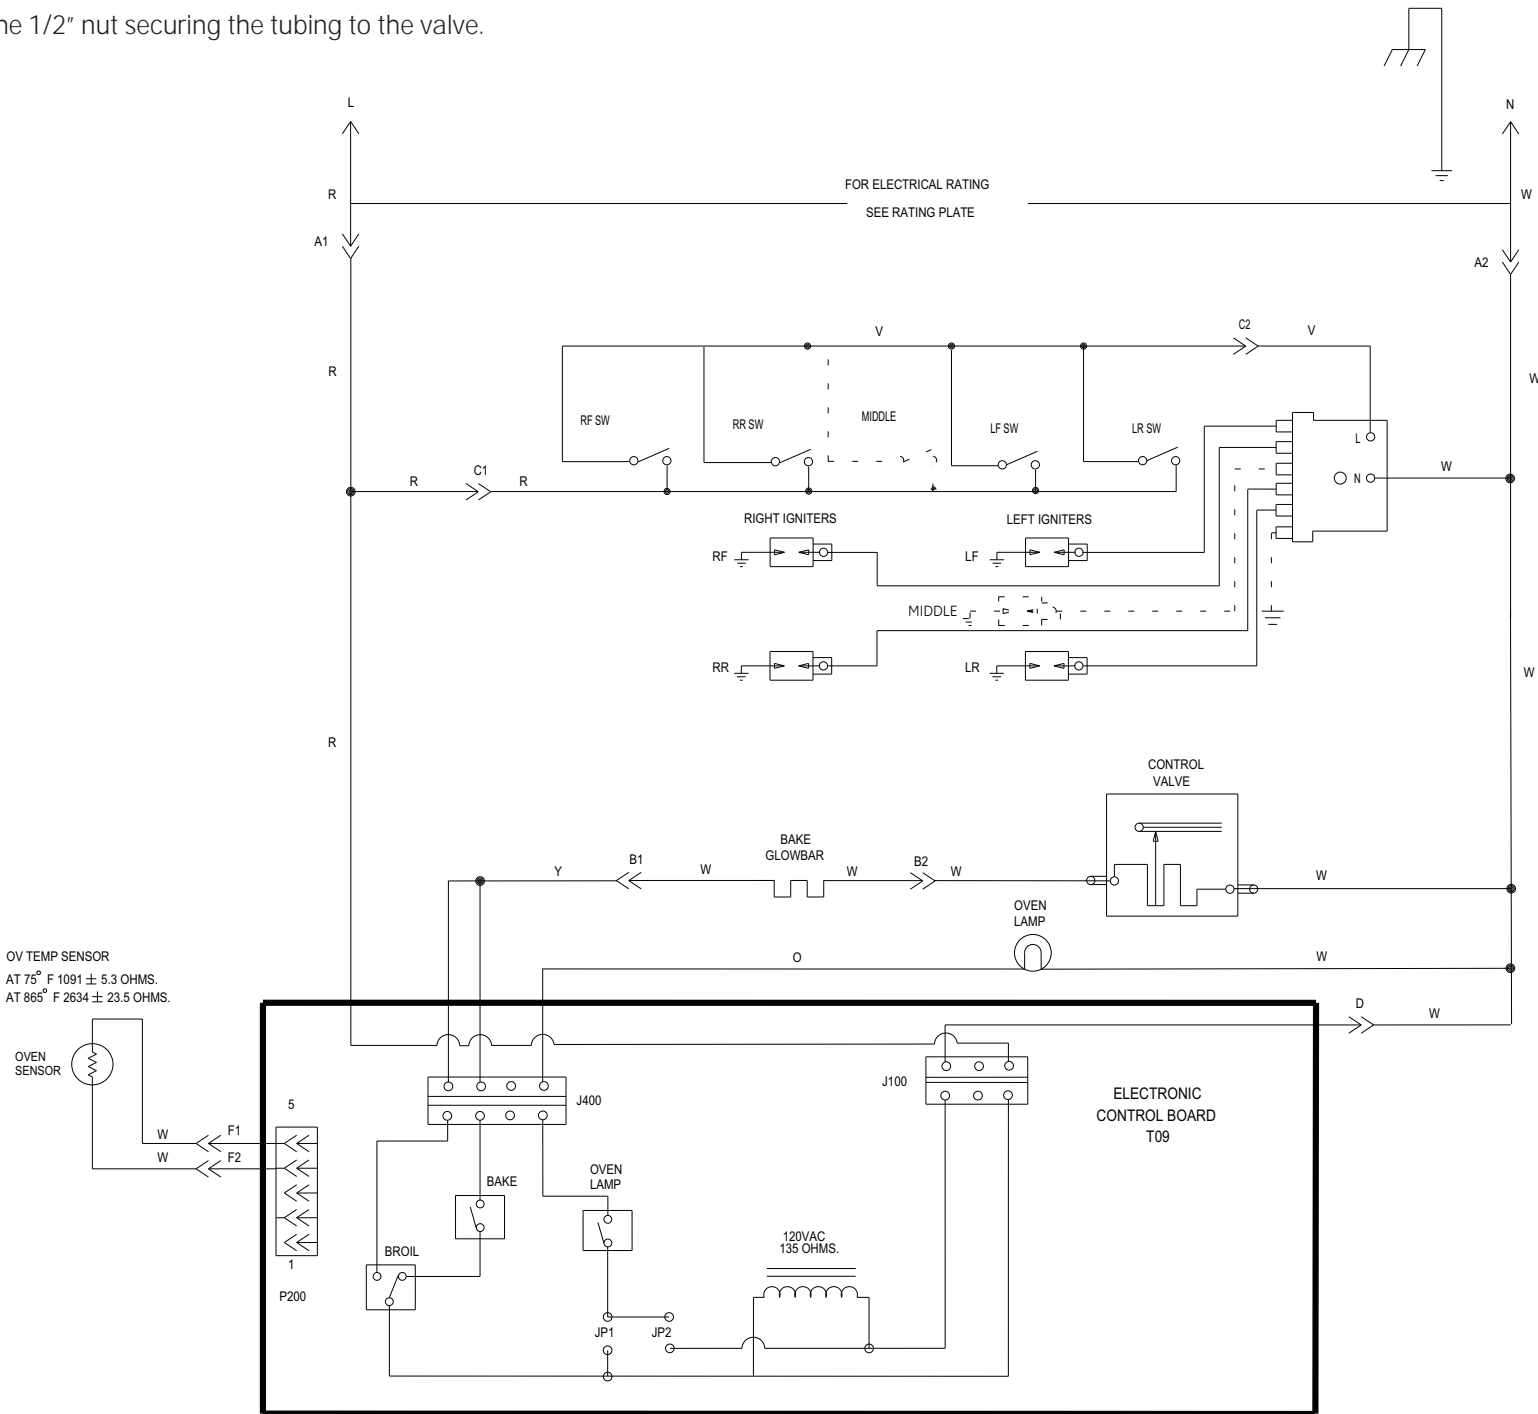 ne 1/2" nut securing the tubing to the valve.
L
N
R
FOR ELECTRICAL RATING
SEE RATING PLATE
W
A1
A2
V
C2
V
R
W
RF SW
RR SW
MIDDLE
LF SW
LR SW
L
R
C1
R
N
W
RIGHT IGNITERS
LEFT IGNITERS
RF
LF
MIDDLE
RR
LR
W
R
CONTROL
VALVE
BAKE
GLOWBAR
Y
B1
W
W
B2
W
W
OVEN
LAMP
O
W
OV TEMP SENSOR
AT 75° F 1091 ± 5.3 OHMS.
AT 865° F 2634 ± 23.5 OHMS.
D
W
OVEN
SENSOR
J100
J400
ELECTRONIC
CONTROL BOARD
T09
5
W
F1
W
F2
BAKE
OVEN
LAMP
BROIL
120VAC
135 OHMS.
1
P200
JP1
JP2